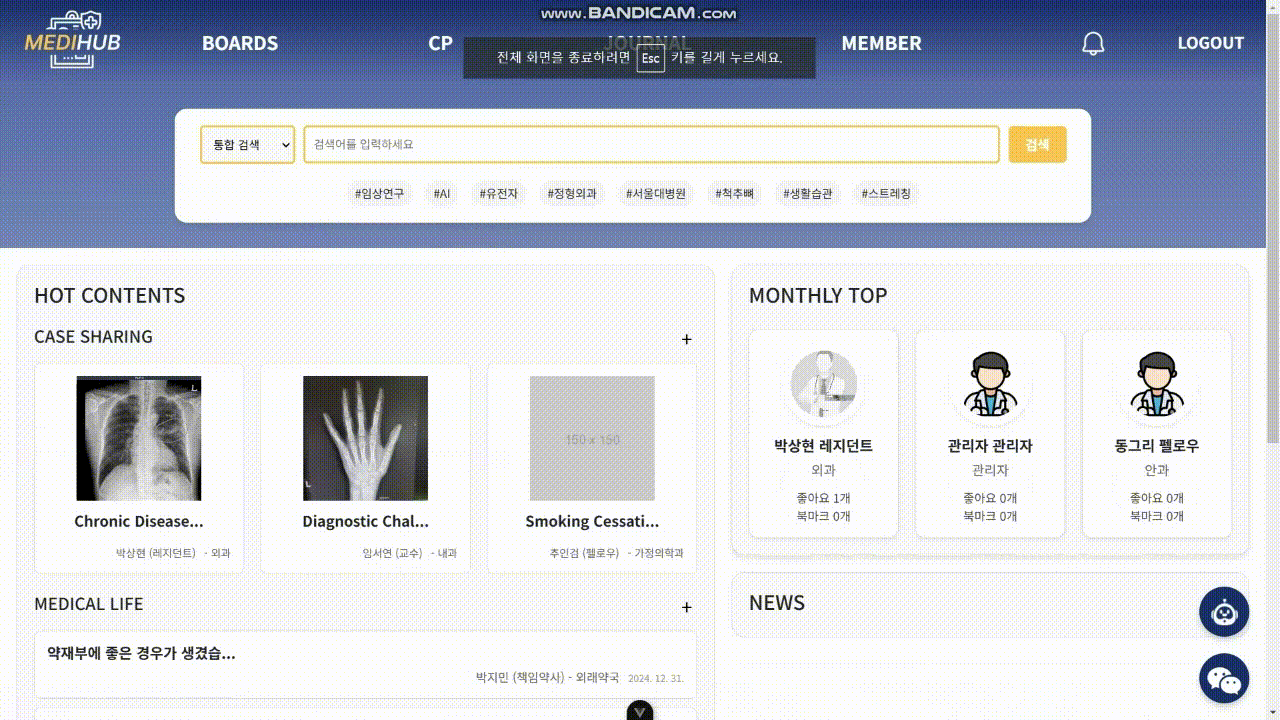 www.BANDICAM.com
MEDIHUB
BOARDS
CP
JOURNAL
MEMBER
LOGOUT
전체 화면을 종료하려면 Esc 키를 길게 누르세요.
통합 검색
검색어를 입력하세요
검색
#임상연구 #AI #유전자 #정형외과 #서울대병원 #척추뼈 #생활습관 #스트레칭
HOT CONTENTS
CASE SHARING
+
L
Chronic Disease...
박상현 (레지던트) - 외과
L
Diagnostic Chal...
임서연 (교수) - 내과
150 x 150
Smoking Cessati...
추인검 (펠로우) - 가정의학과
MEDICAL LIFE
+
약재부에 좋은 경우가 생겼습...
박지민 (책임약사) - 외래약국 2024. 12. 31.
MONTHLY TOP
박상현 레지던트
외과
좋아요 1개
북마크 0개
관리자 관리자
관리자
좋아요 0개
북마크 0개
동그리 펠로우
안과
좋아요 0개
북마크 0개
NEWS